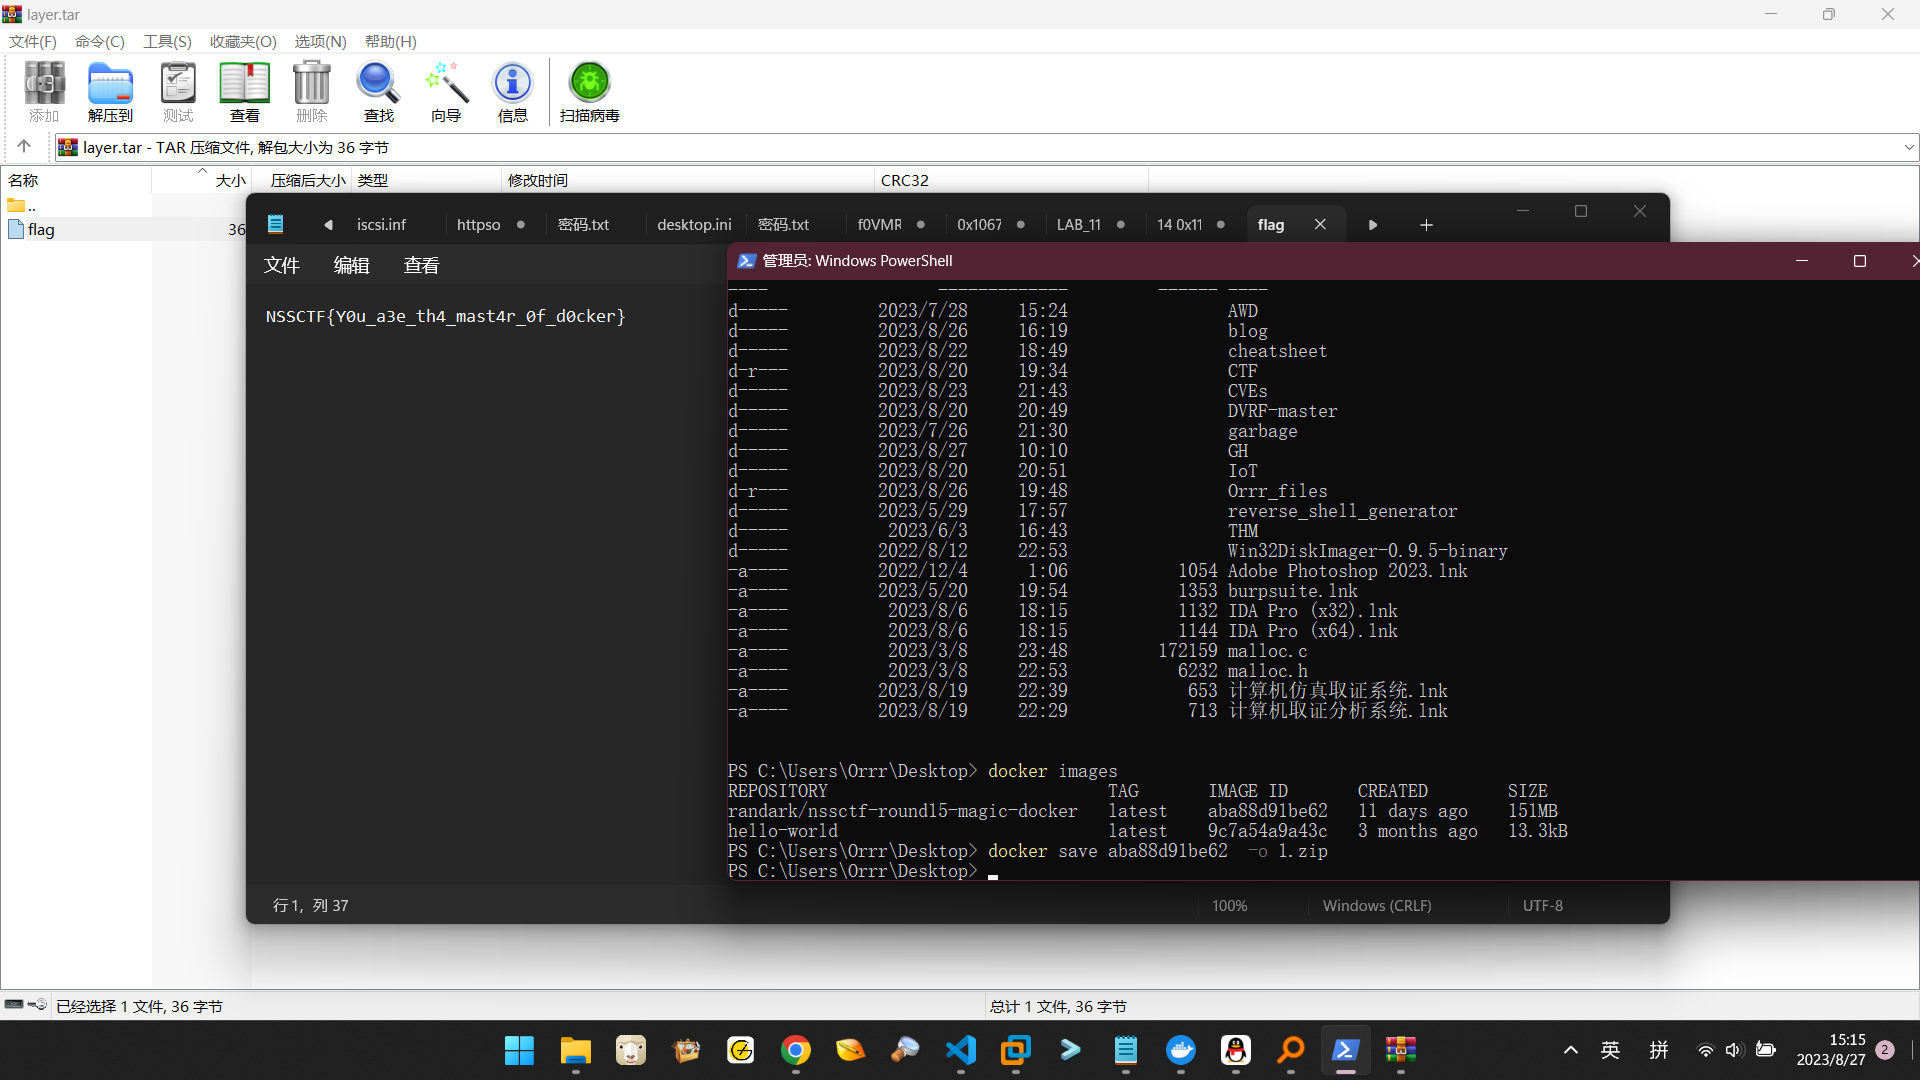 layer.tar
文件(F) 命令(C) 工具(S) 收藏夹(O) 选项(N) 帮助(H)
添加 解压到 测试 查看 删除 查找 向导 信息 扫描病毒
layer.tar - TAR 压缩文件, 解包大小为 36 字节
名称 大小 压缩后大小 类型 修改时间 CRC32
..
flag 36
iscsi.inf httpso 密码.txt desktop.ini 密码.txt f0VMR 0x1067 LAB_11 14 0x11 flag
文件 编辑 查看
NSSCTF{Y0u_a3e_th4_mast4r_0f_d0cker}
行 1, 列 37 100% Windows (CRLF) UTF-8
管理员: Windows PowerShell
---- ------------- ------ ----
d----- 2023/7/28 15:24 AWD
d----- 2023/8/26 16:19 blog
d----- 2023/8/22 18:49 cheatsheet
d-r--- 2023/8/20 19:34 CTF
d----- 2023/8/23 21:43 CVEs
d----- 2023/8/20 20:49 DVRF-master
d----- 2023/7/26 21:30 garbage
d----- 2023/8/27 10:10 GH
d----- 2023/8/20 20:51 IoT
d-r--- 2023/8/26 19:48 Orrr_files
d----- 2023/5/29 17:57 reverse_shell_generator
d----- 2023/6/3 16:43 THM
d----- 2022/8/12 22:53 Win32DiskImager-0.9.5-binary
-a---- 2022/12/4 1:06 1054 Adobe Photoshop 2023.lnk
-a---- 2023/5/20 19:54 1353 burpsuite.lnk
-a---- 2023/8/6 18:15 1132 IDA Pro (x32).lnk
-a---- 2023/8/6 18:15 1144 IDA Pro (x64).lnk
-a---- 2023/3/8 23:48 172159 malloc.c
-a---- 2023/3/8 22:53 6232 malloc.h
-a---- 2023/8/19 22:39 653 计算机仿真取证系统.lnk
-a---- 2023/8/19 22:29 713 计算机取证分析系统.lnk
PS C:\Users\Orrr\Desktop> docker images
REPOSITORY TAG IMAGE ID CREATED SIZE
randark/nssctf-round15-magic-docker latest aba88d91be62 11 days ago 151MB
hello-world latest 9c7a54a9a43c 3 months ago 13.3kB
PS C:\Users\Orrr\Desktop> docker save aba88d91be62 -o 1.zip
PS C:\Users\Orrr\Desktop>
已经选择 1 文件, 36 字节 总计 1 文件, 36 字节
英 拼 15:15
2023/8/27 2